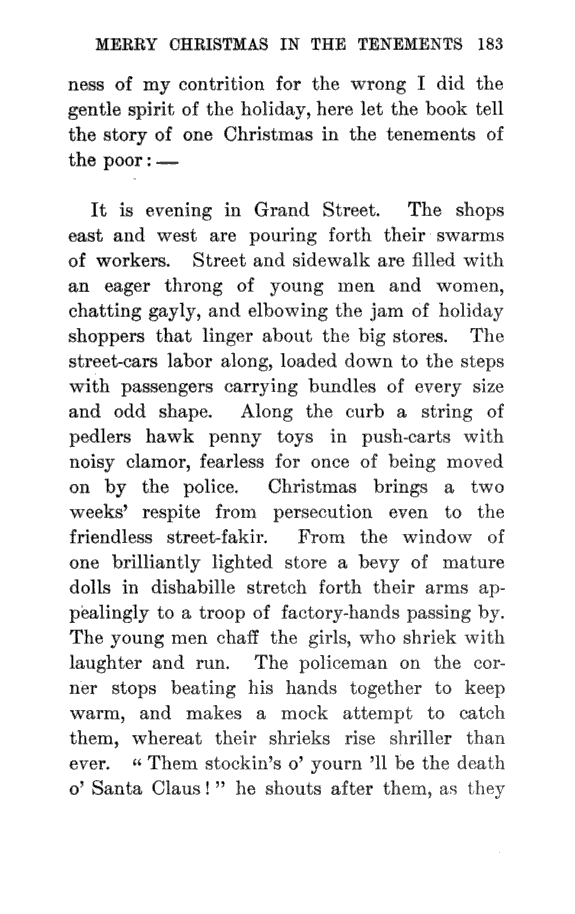 MERRY CHRISTMAS IN THE TENEMENTS 183
ness of my contrition for the wrong I did the
gentle spirit of the holiday, here let the book tell
the story of one Christmas in the tenements of
the poor: —
It is evening in Grand Street. The shops
east and west are pouring forth their swarms
of workers. Street and sidewalk are filled with
an eager throng of young men and women,
chatting gayly, and elbowing the jam of holiday
shoppers that linger about the big stores. The
street-cars labor along, loaded down to the steps
with passengers carrying bundles of every size
and odd shape. Along the curb a string of
pedlers hawk penny toys in push-carts with
noisy clamor, fearless for once of being moved
on by the police. Christmas brings a two
weeks' respite from persecution even to the
friendless street-fakir. From the window of
one brilliantly lighted store a bevy of mature
dolls in dishabille stretch forth their arms ap-
pealingly to a troop of factory-hands passing by.
The young men chaff the girls, who shriek with
laughter and run. The policeman on the cor-
ner stops beating his hands together to keep
warm, and makes a mock attempt to catch
them, whereat their shrieks rise shriller than
ever. "Them stockin's o' yourn 'll be the death
o' Santa Claus!" he shouts after them, as they